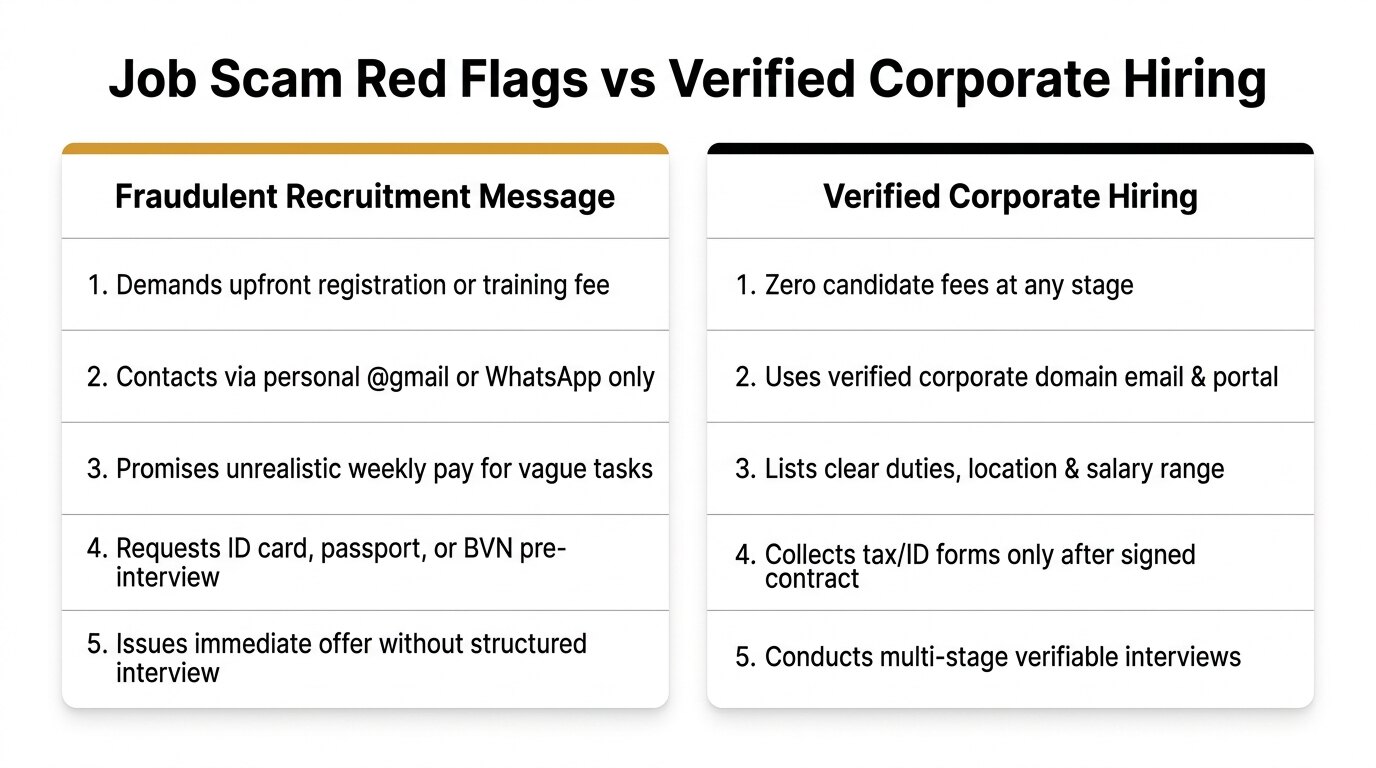 Job Scam Red Flags vs Verified Corporate Hiring
Fraudulent Recruitment Message
1. Demands upfront registration or training fee
2. Contacts via personal @gmail or WhatsApp only
3. Promises unrealistic weekly pay for vague tasks
4. Requests ID card, passport, or BVN pre-
interview
5. Issues immediate offer without structured
interview
Verified Corporate Hiring
1. Zero candidate fees at any stage
2. Uses verified corporate domain email & portal
3. Lists clear duties, location & salary range
4. Collects tax/ID forms only after signed
contract
5. Conducts multi-stage verifiable interviews